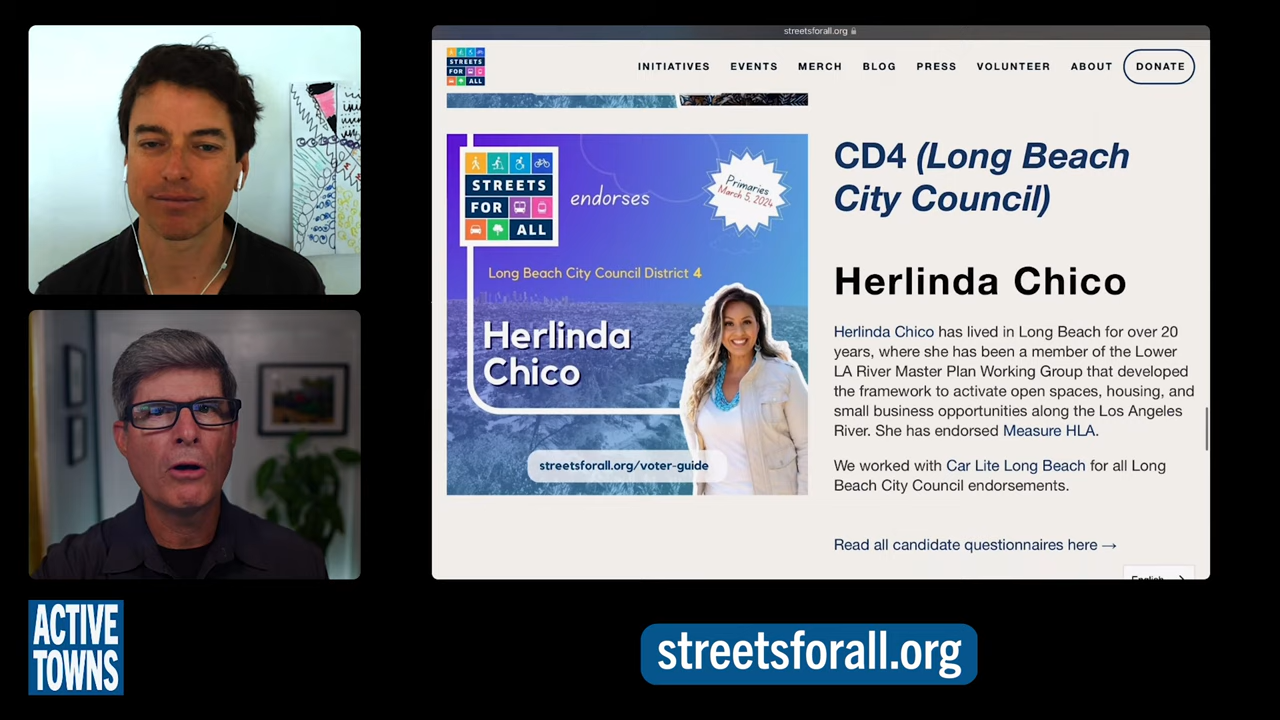 streetsforall.org
STREETS
FOR
ALL
INITIATIVES EVENTS MERCH BLOG PRESS VOLUNTEER ABOUT DONATE
STREETS
FOR
ALL
endorses
Primaries
March 5, 2024
Long Beach City Council District 4
Herlinda
Chico
streetsforall.org/voter-guide
CD4 (Long Beach
City Council)
Herlinda Chico
Herlinda Chico has lived in Long Beach for over 20
years, where she has been a member of the Lower
LA River Master Plan Working Group that developed
the framework to activate open spaces, housing, and
small business opportunities along the Los Angeles
River. She has endorsed Measure HLA.
We worked with Car Lite Long Beach for all Long
Beach City Council endorsements.
Read all candidate questionnaires here →
English
ACTIVE
TOWNS
streetsforall.org